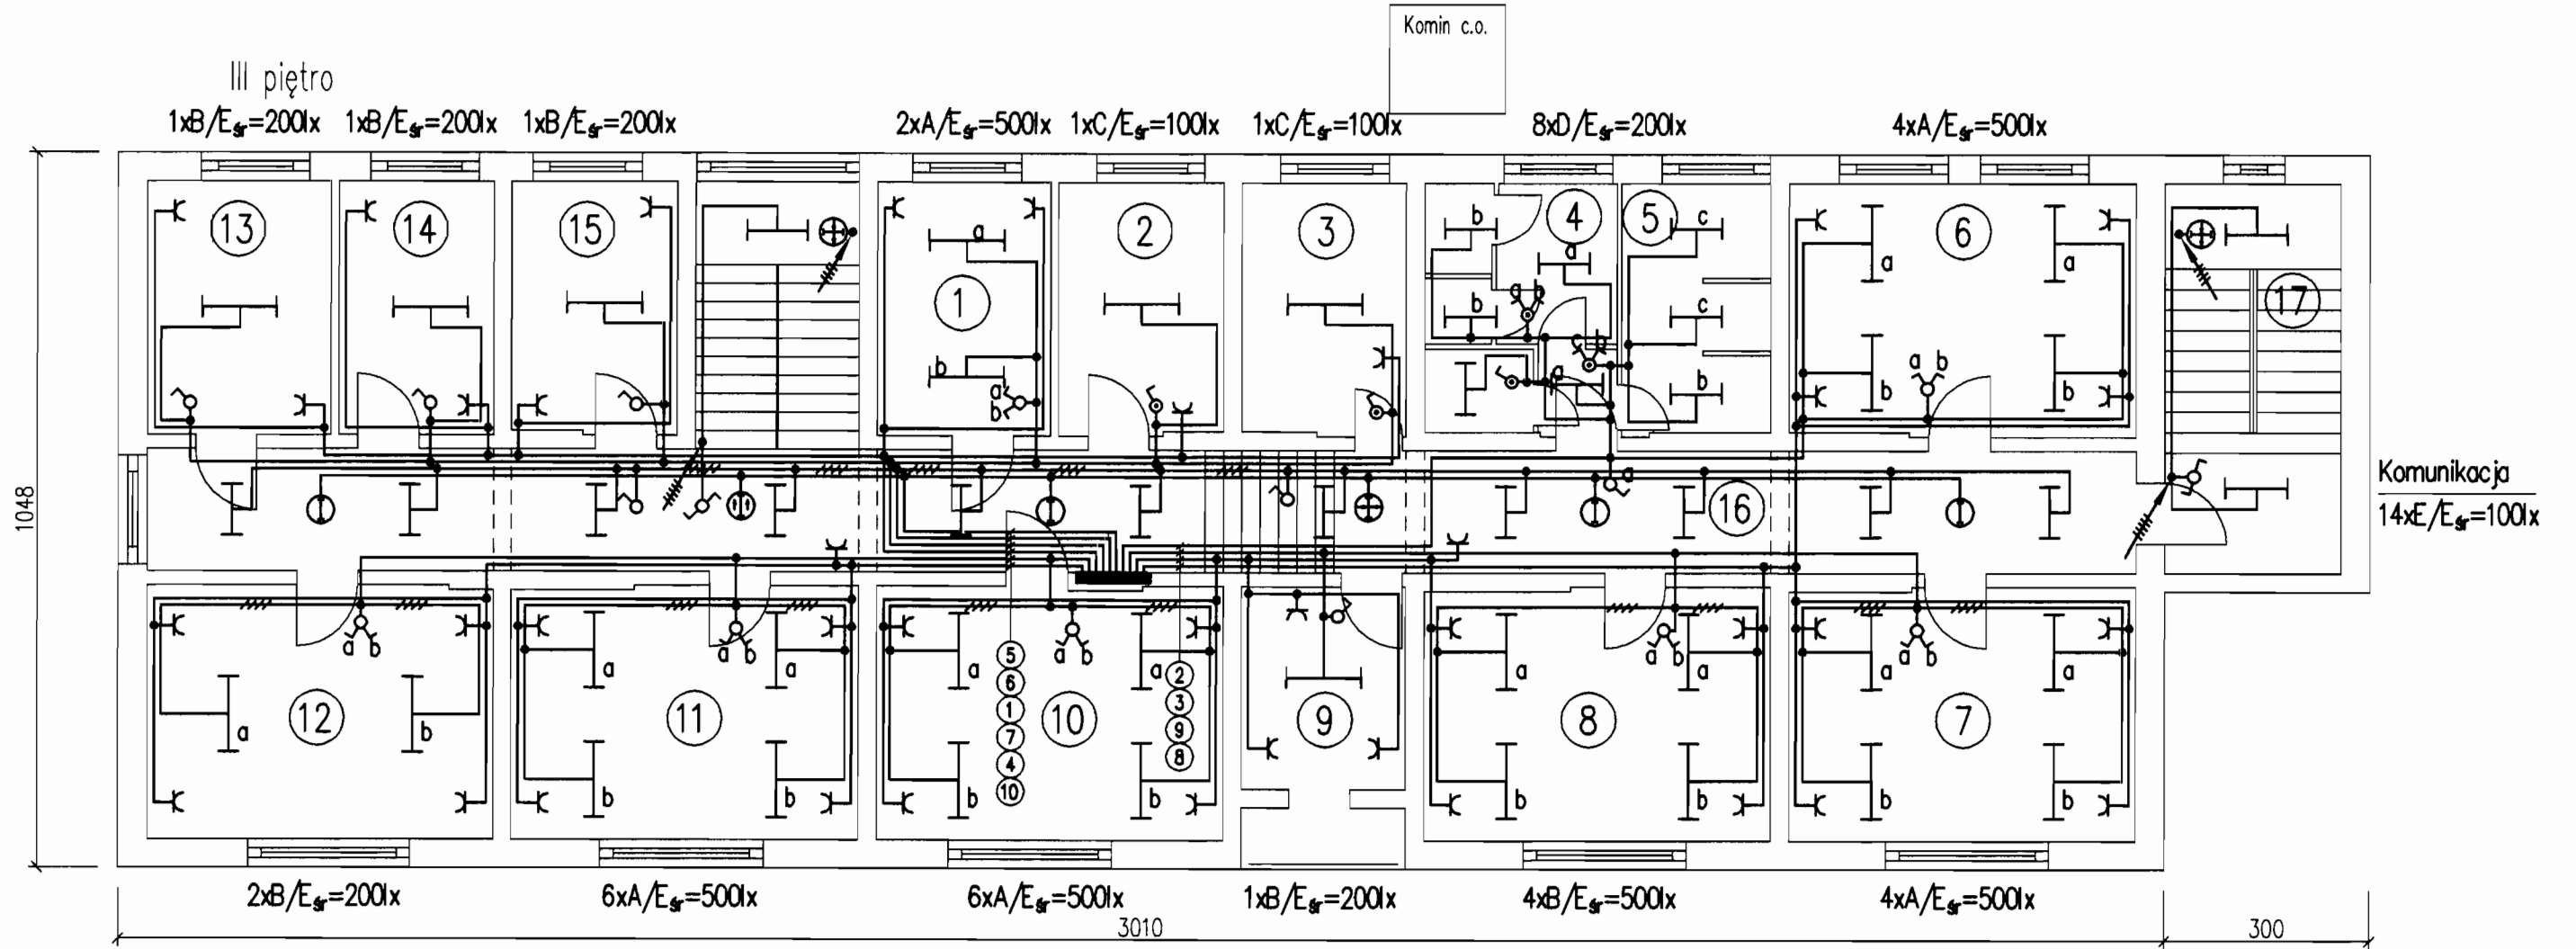 Komin c.o.
III piętro
1xB/Eśr=200lx 1xB/Eśr=200lx 1xB/Eśr=200lx 2xA/Eśr=500lx 1xC/Eśr=100lx 1xC/Eśr=100lx 8xD/Eśr=200lx 4xA/Eśr=500lx
13 14 15 1 2 3 4 5 6 17
a b
a
b
b a c
b a b c
c b
a b
a a
a b
b b
a
16
1048
Komunikacja
14xE/Eśr=100lx
12 11 10 9 8 7
a b
a b
a b
a a
b b
a b
a a
b b
5
6
1
7
4
10
2
3
9
8
a b
a a
b b
a b
a a
b b
2xB/Eśr=200lx 6xA/Eśr=500lx 6xA/Eśr=500lx 1xB/Eśr=200lx 4xB/Eśr=500lx 4xA/Eśr=500lx
3010 300